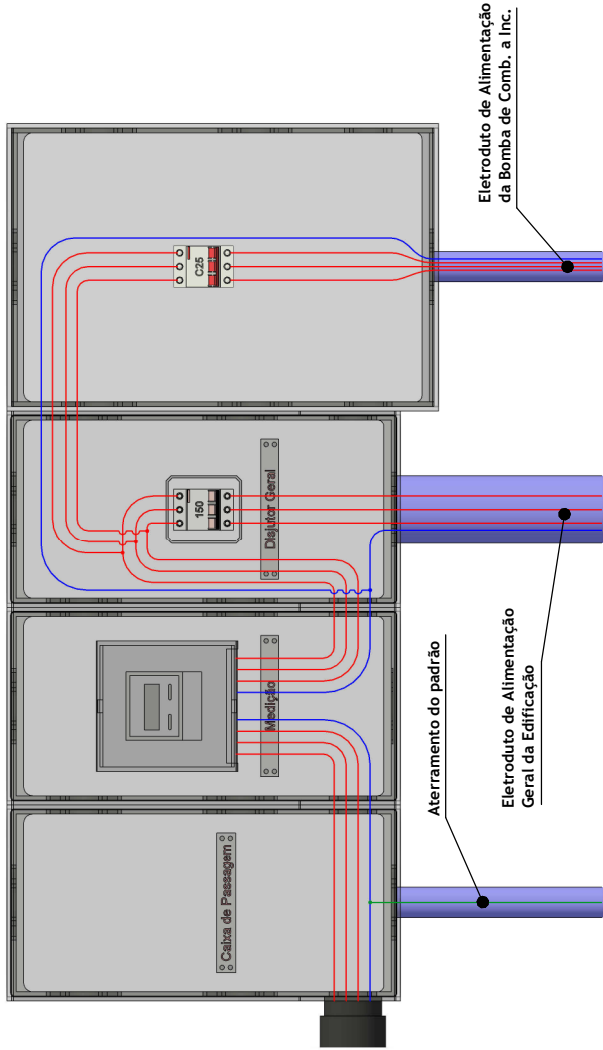 Caixa de Passagem
Medição
Disjutor Geral
150
C25
Aterramento do padrão
Eletroduto de Alimentação
Geral da Edificação
Eletroduto de Alimentação
da Bomba de Comb. a Inc.